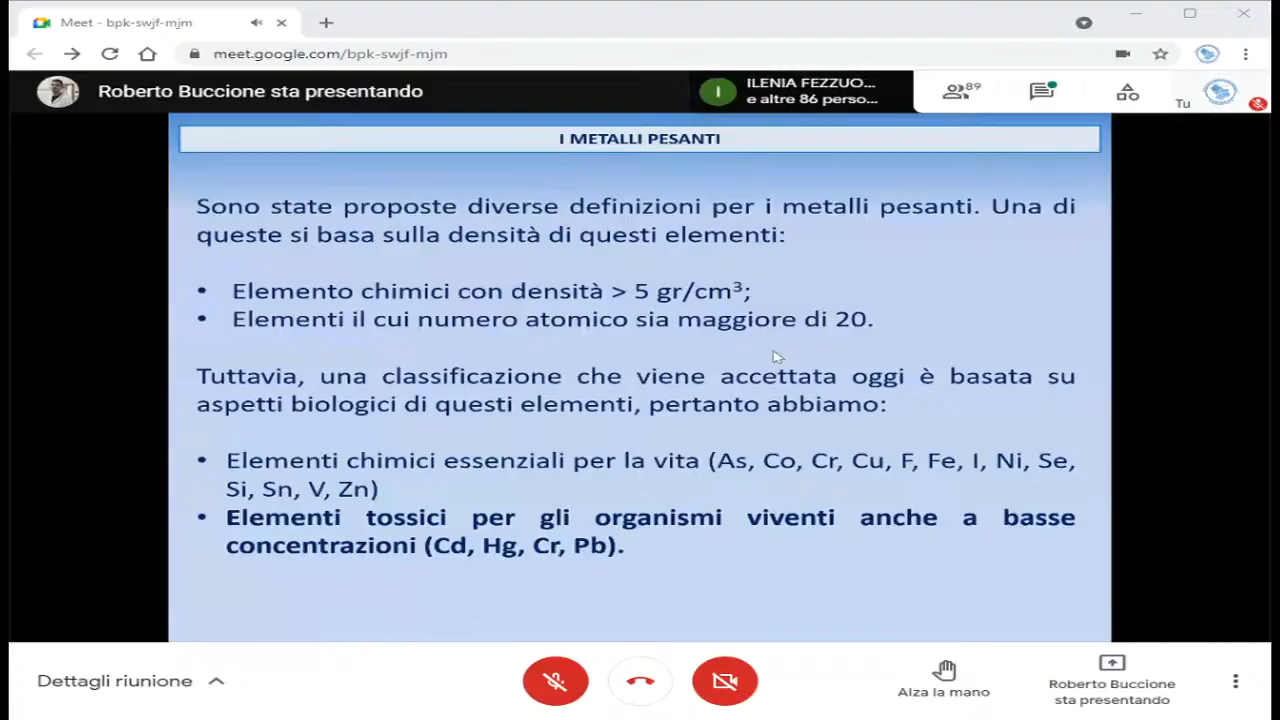 Meet - bpk-swjf-mjm
meet.google.com/bpk-swjf-mjm
Roberto Buccione sta presentando
I
ILENIA FEZZUO...
e altre 86 perso...
89
Tu
I METALLI PESANTI
Sono state proposte diverse definizioni per i metalli pesanti. Una di
queste si basa sulla densità di questi elementi:
• Elemento chimici con densità > 5 gr/cm³;
• Elementi il cui numero atomico sia maggiore di 20.
Tuttavia, una classificazione che viene accettata oggi è basata su
aspetti biologici di questi elementi, pertanto abbiamo:
• Elementi chimici essenziali per la vita (As, Co, Cr, Cu, F, Fe, I, Ni, Se,
Si, Sn, V, Zn)
• Elementi tossici per gli organismi viventi anche a basse
concentrazioni (Cd, Hg, Cr, Pb).
Dettagli riunione
Alza la mano
Roberto Buccione
sta presentando